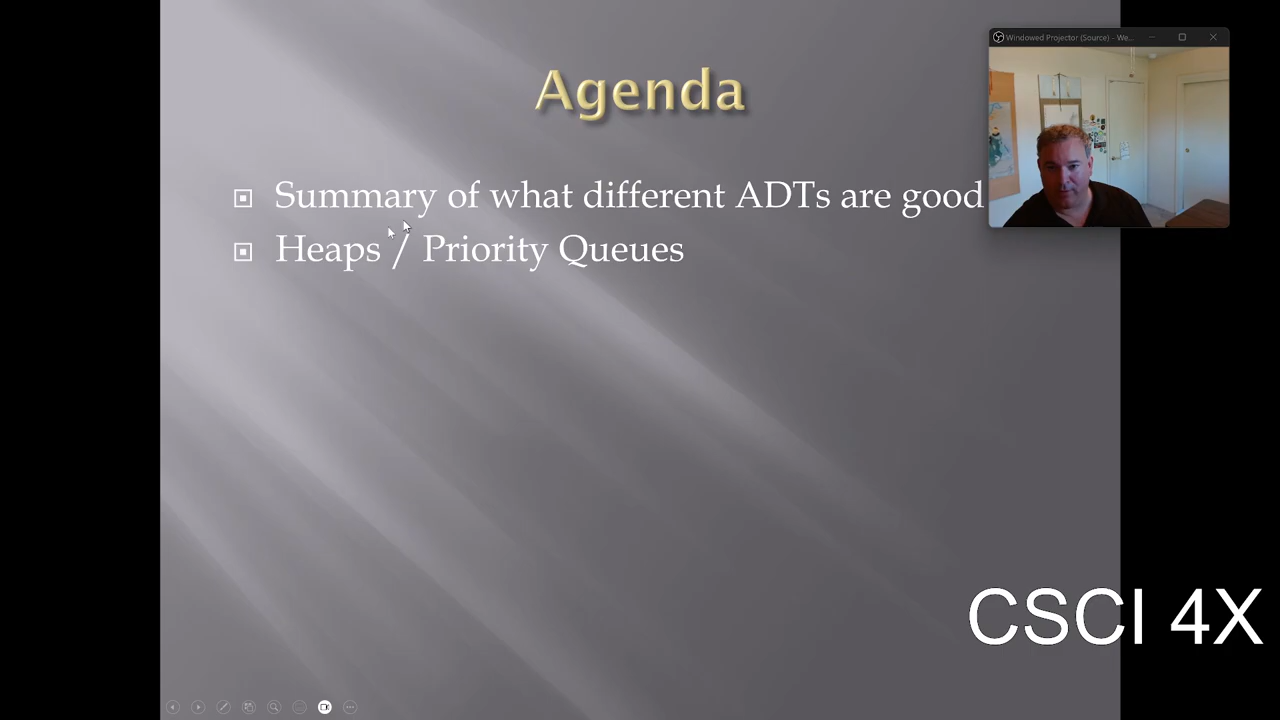 Agenda
Windowed Projector (Source) - We...
Summary of what different ADTs are good
Heaps / Priority Queues
CSCI 4X